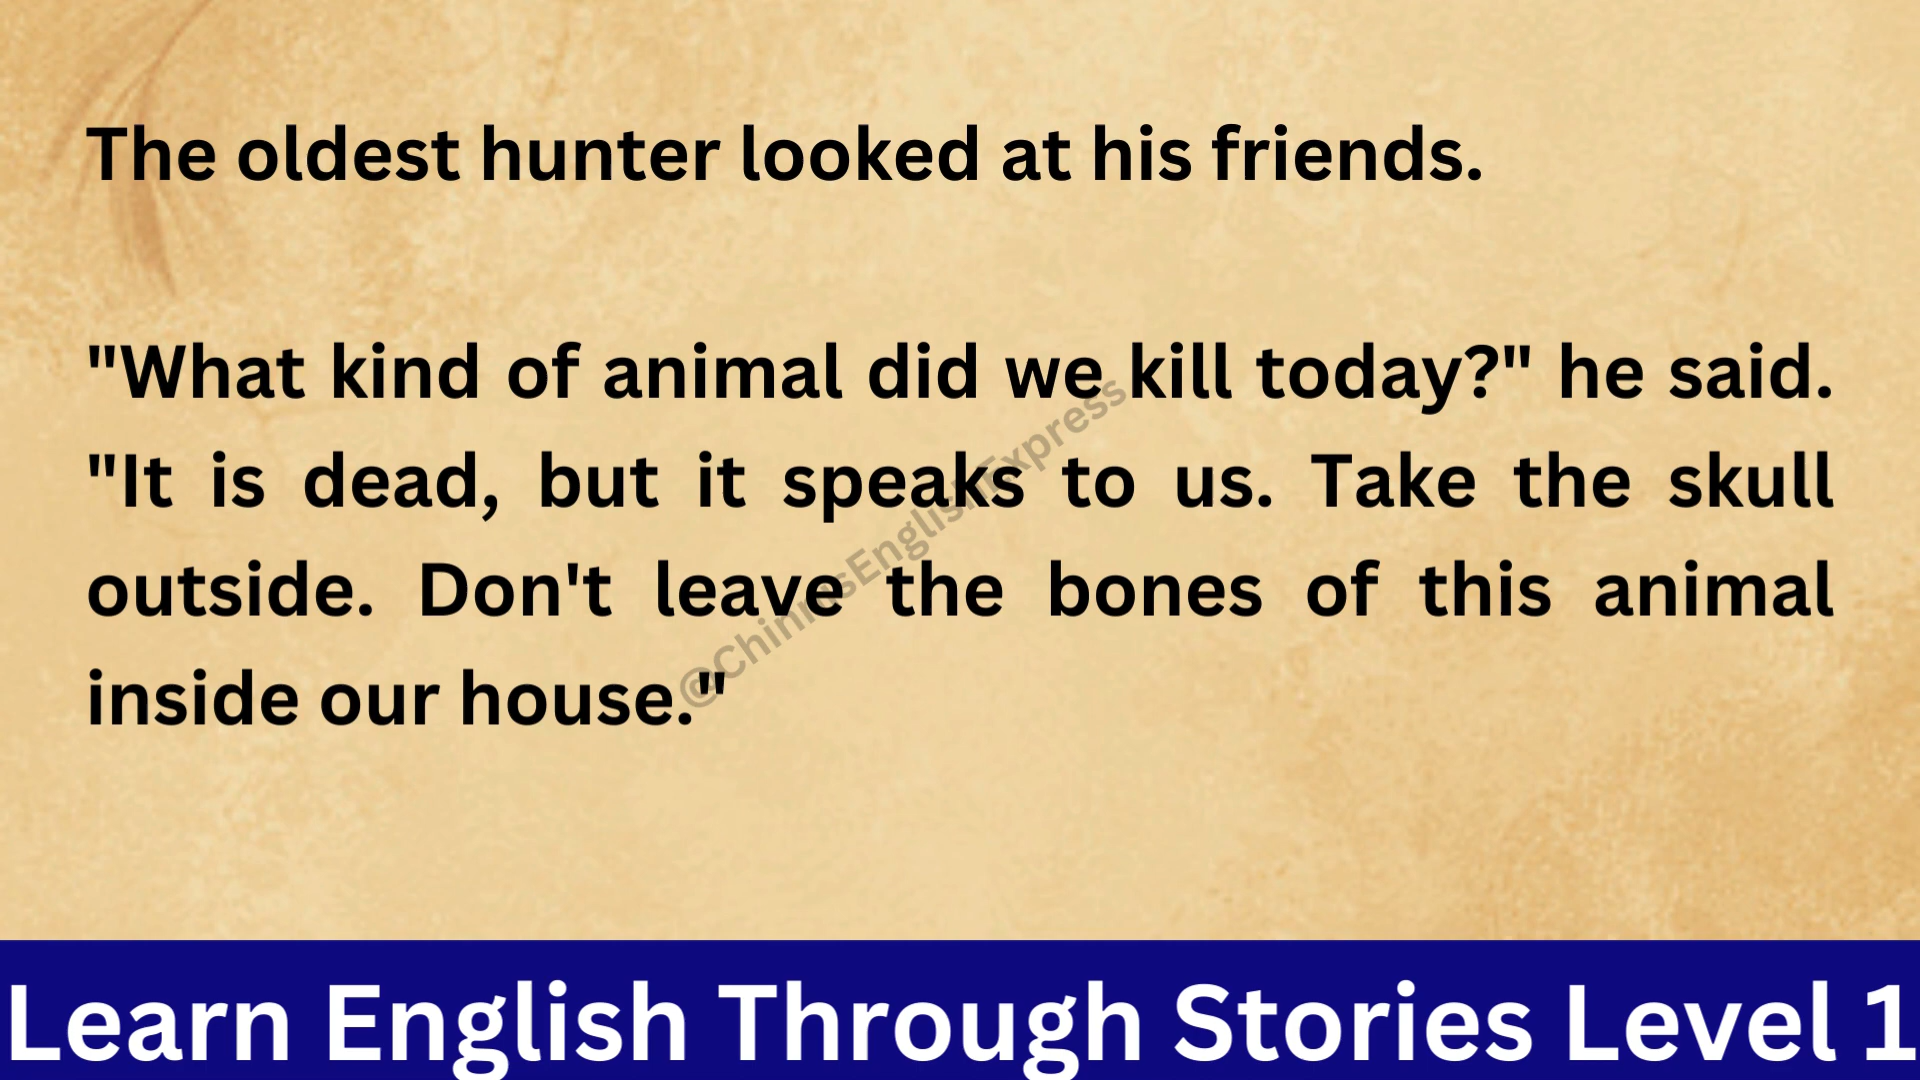 The oldest hunter looked at his friends.
"What kind of animal did we kill today?" he said.
"It is dead, but it speaks to us. Take the skull
outside. Don't leave the bones of this animal
inside our house."
Learn English Through Stories Level 1